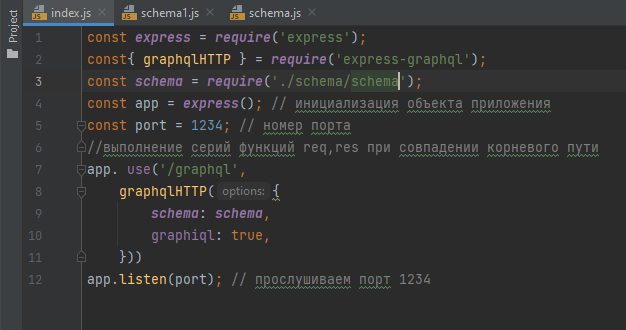 Project
index.js schema1.js schema.js
1 const express = require('express');
2 const{ graphqlHTTP } = require('express-graphql');
3 const schema = require('./schema/schema');
4 const app = express(); // инициализация объекта приложения
5 const port = 1234; // номер порта
6 //выполнение серий функций req,res при совпадении корневого пути
7 app. use('/graphql',
8 graphqlHTTP( options: {
9 schema: schema,
10 graphiql: true,
11 }))
12 app.listen(port); // прослушиваем порт 1234